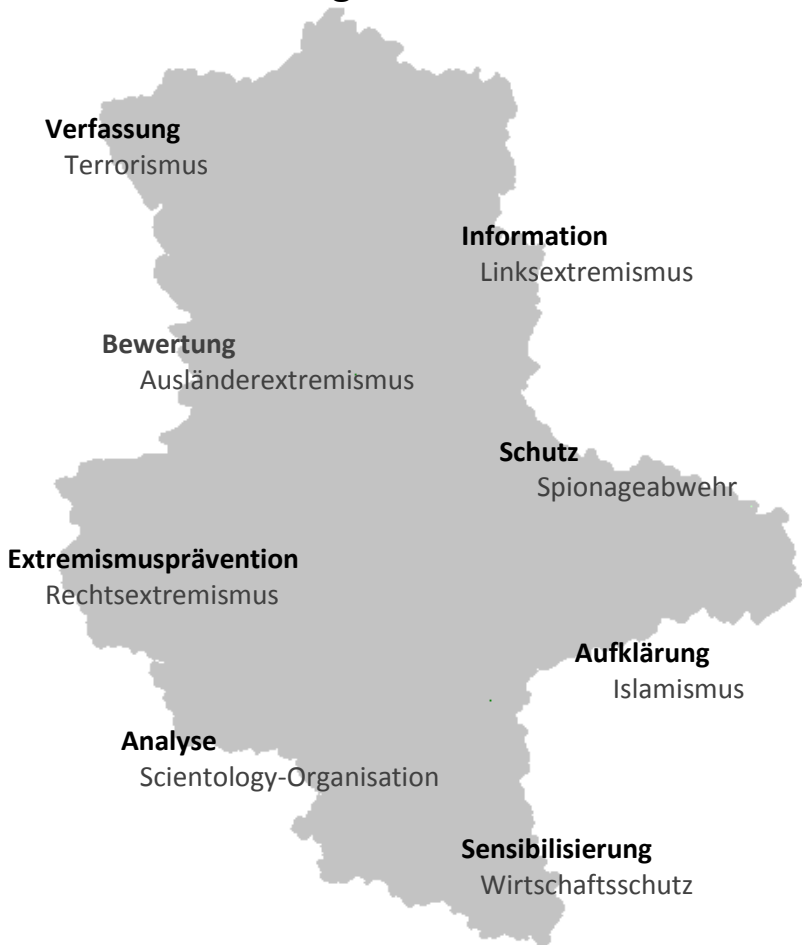 Verfassung
Terrorismus
Information
Linksextremismus
Bewertung
Ausländerextremismus
Schutz
Spionageabwehr
Extremismusprävention
Rechtsextremismus
Aufklärung
Islamismus
Analyse
Scientology-Organisation
Sensibilisierung
Wirtschaftsschutz